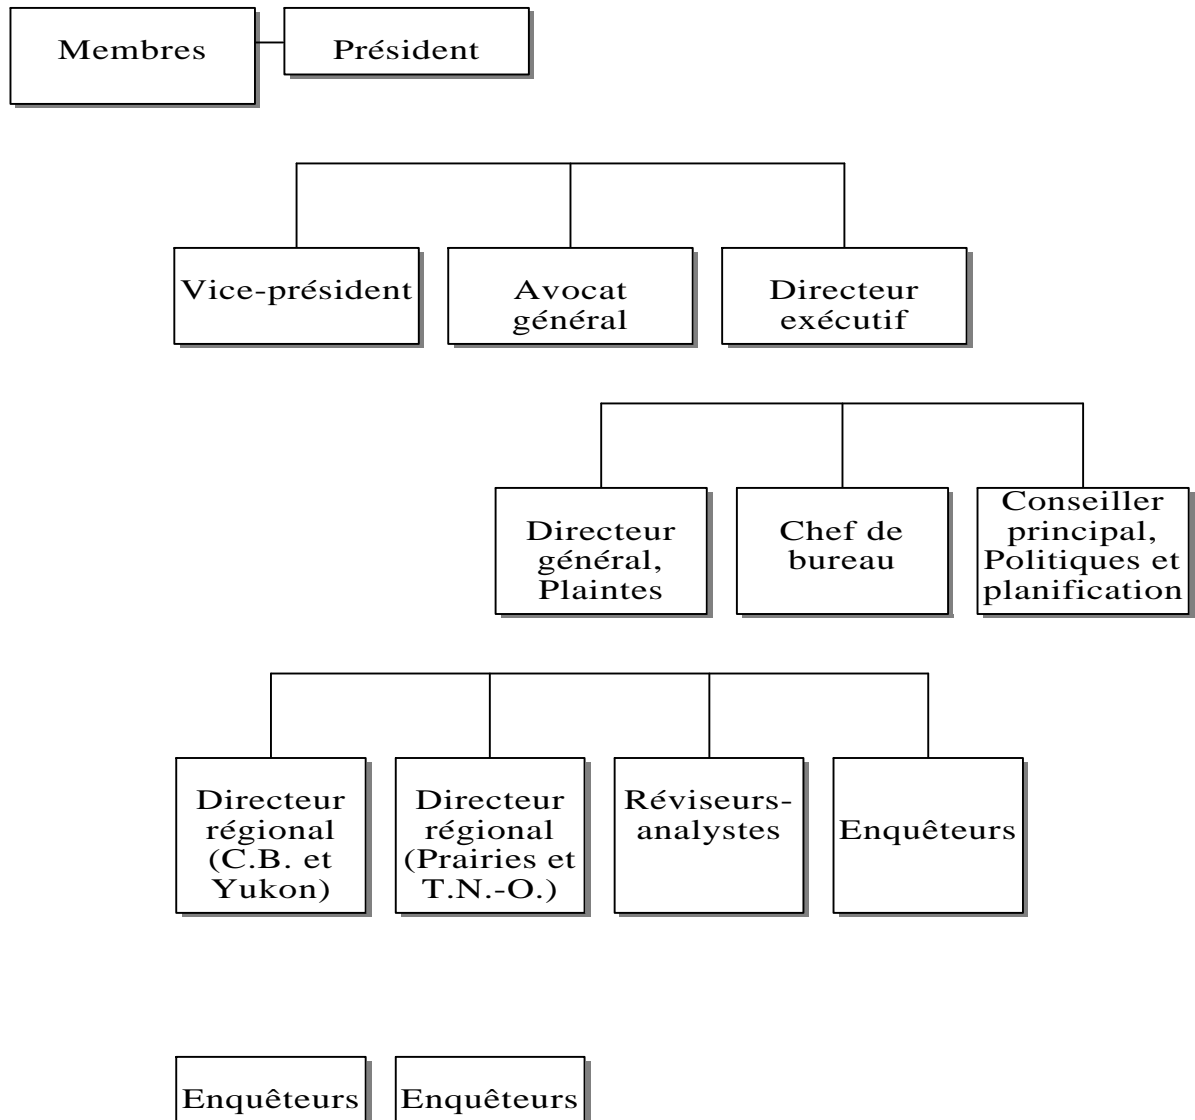 Membres
Président
Vice-président
Avocat
général
Directeur
exécutif
Directeur
général,
Plaintes
Chef de
bureau
Conseiller
principal,
Politiques et
planification
Directeur
régional
(C.B. et
Yukon)
Directeur
régional
(Prairies et
T.N.-O.)
Réviseurs-
analystes
Enquêteurs
Enquêteurs
Enquêteurs